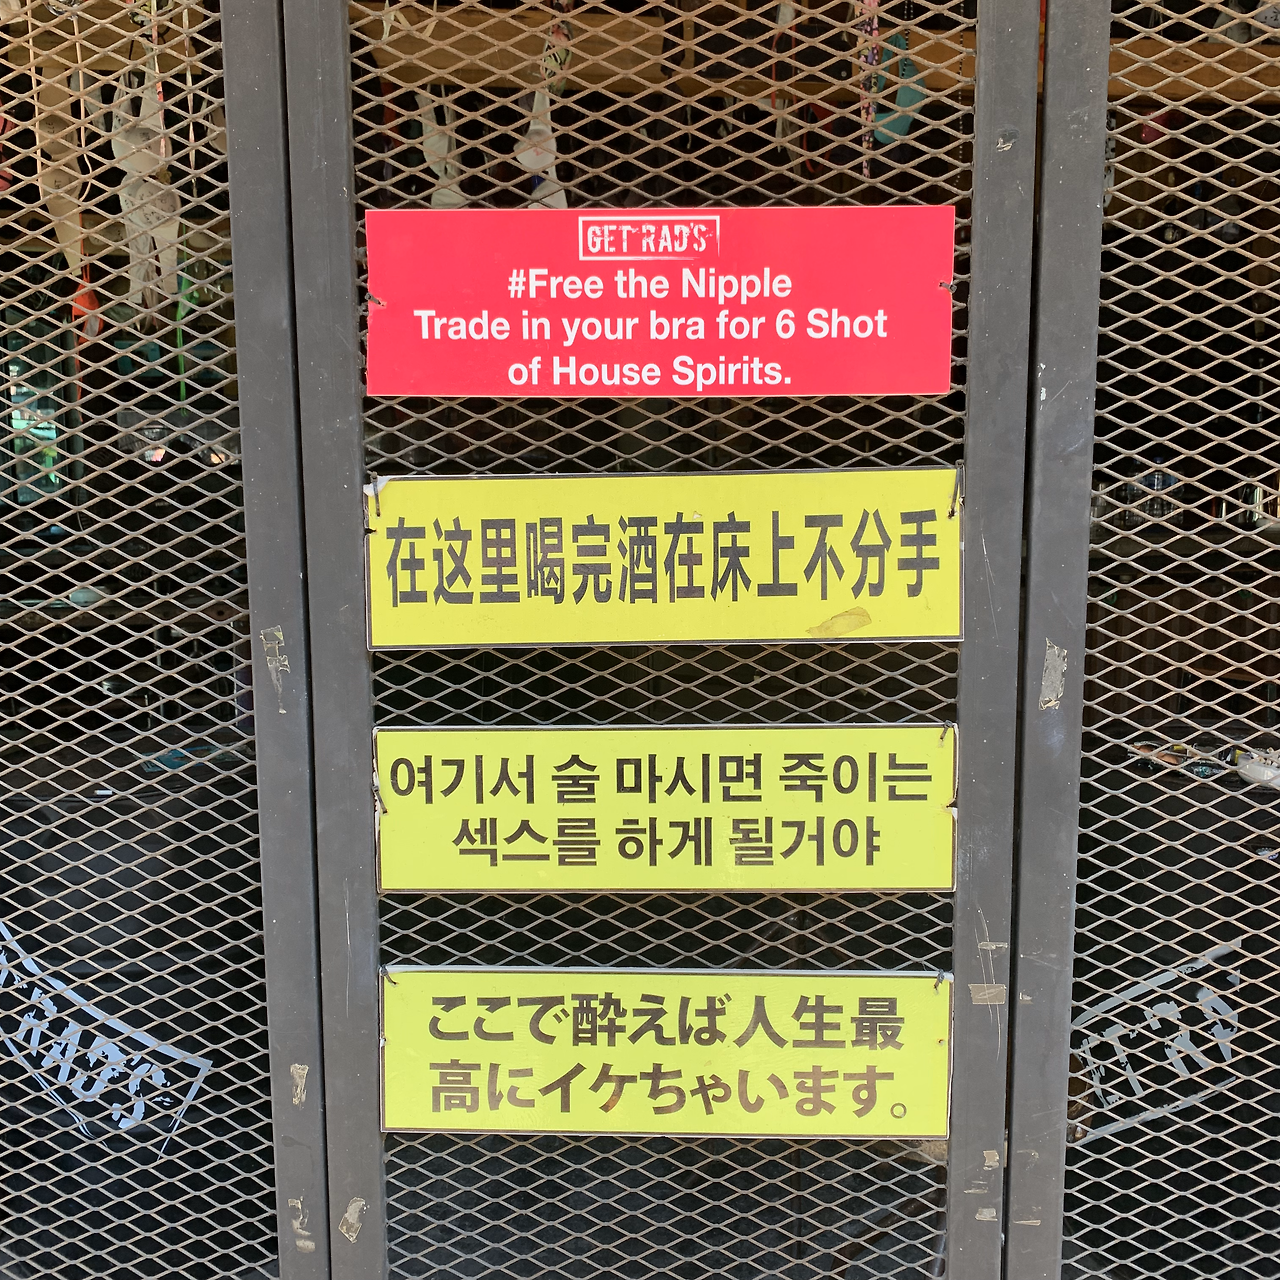 GET RAD'S
#Free the Nipple
Trade in your bra for 6 Shot
of House Spirits.
在这里喝完酒在床上不分手
여기서 술 마시면 죽이는
섹스를 하게 될거야
ここで酔えば人生最
高にイケちゃいます。
RAD'S
GET RAD'S